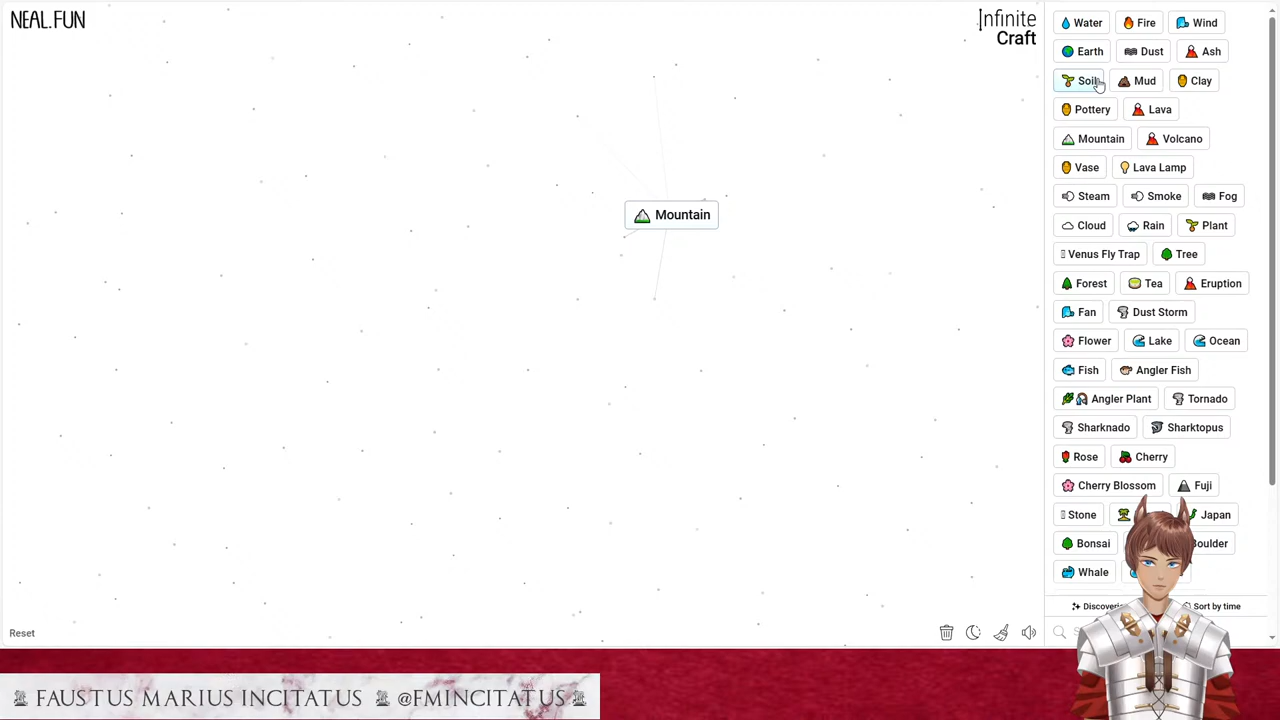 NEAL.FUN
Infinite
Craft
Water Fire Wind
Earth Dust Ash
Soil Mud Clay
Pottery Lava
Mountain Volcano
Mountain
Vase Lava Lamp
Steam Smoke Fog
Cloud Rain Plant
Venus Fly Trap Tree
Forest Tea Eruption
Fan Dust Storm
Flower Lake Ocean
Fish Angler Fish
Angler Plant Tornado
Sharknado Sharktopus
Rose Cherry
Cherry Blossom Fuji
Stone Japan
Bonsai Boulder
Whale
Sort by time
Reset
FAUSTUS MARIUS INCITATUS @FMINCITATUS